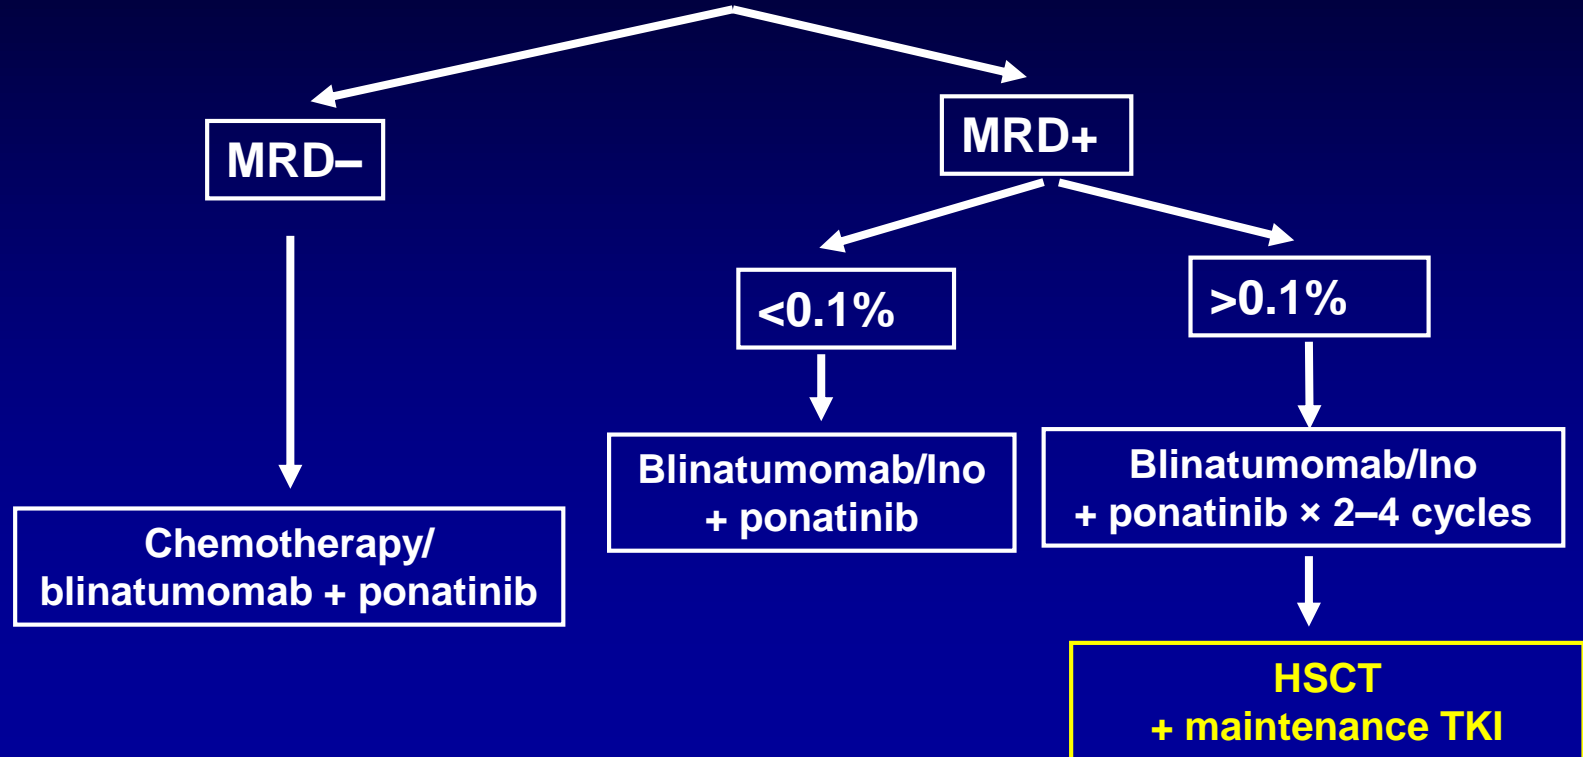 MRD–
MRD+
<0.1%
>0.1%
Blinatumomab/Ino
+ ponatinib
Blinatumomab/Ino
+ ponatinib × 2–4 cycles
Chemotherapy/
blinatumomab + ponatinib
HSCT
+ maintenance TKI